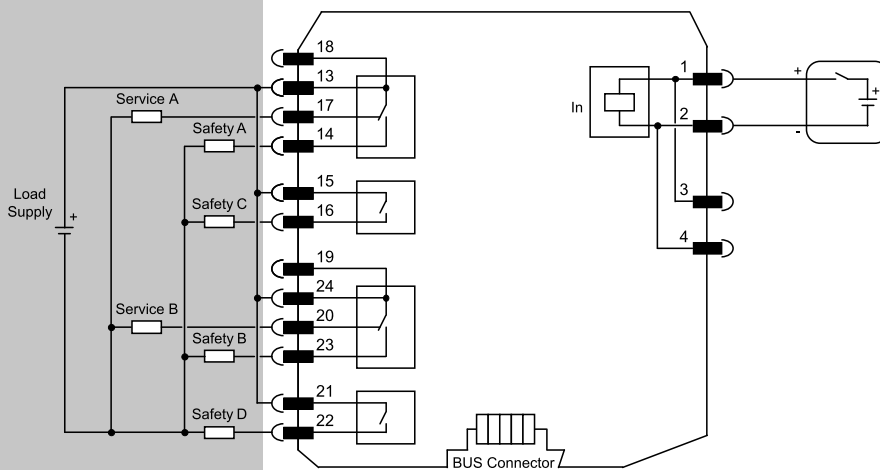 18
13
Service A
17
Safety A
14
15
Safety C
16
Load
Supply
+
19
24
Service B
20
Safety B
23
21
Safety D
22
1
+
+
In
2
-
3
4
BUS Connector